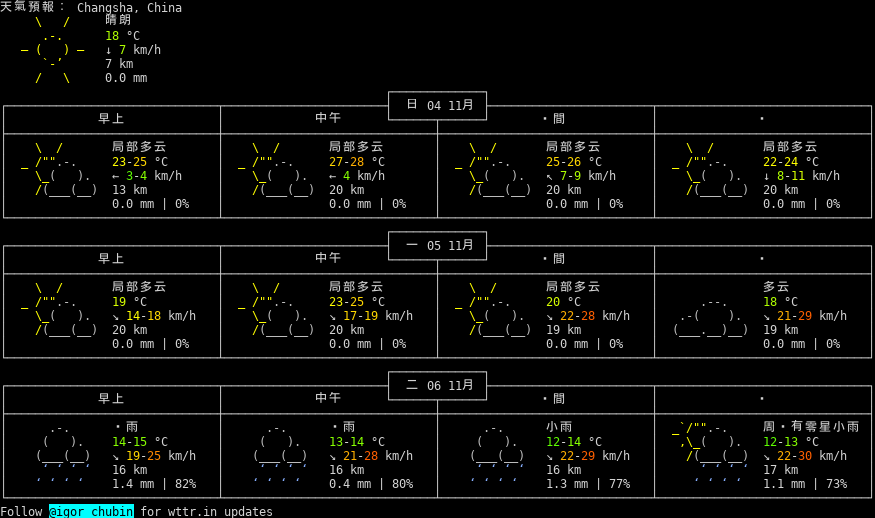 天氣預報： Changsha, China
晴朗
18 °C
↓ 7 km/h
7 km
0.0 mm
日 04 11月
早上 中午 ・間 ・
局部多云 局部多云 局部多云 局部多云
23-25 °C 27-28 °C 25-26 °C 22-24 °C
← 3-4 km/h ← 4 km/h ↖ 7-9 km/h ↓ 8-11 km/h
13 km 20 km 20 km 20 km
0.0 mm | 0% 0.0 mm | 0% 0.0 mm | 0% 0.0 mm | 0%
一 05 11月
早上 中午 ・間 ・
局部多云 局部多云 局部多云 多云
19 °C 23-25 °C 20 °C 18 °C
↘ 14-18 km/h ↘ 17-19 km/h ↘ 22-28 km/h ↘ 21-29 km/h
20 km 20 km 19 km 19 km
0.0 mm | 0% 0.0 mm | 0% 0.0 mm | 0% 0.0 mm | 0%
二 06 11月
早上 中午 ・間 ・
・雨 ・雨 小雨 周・有零星小雨
14-15 °C 13-14 °C 12-14 °C 12-13 °C
↘ 19-25 km/h ↘ 21-28 km/h ↘ 22-29 km/h ↘ 22-30 km/h
16 km 16 km 16 km 17 km
1.4 mm | 82% 0.4 mm | 80% 1.3 mm | 77% 1.1 mm | 73%
Follow @igor_chubin for wttr.in updates